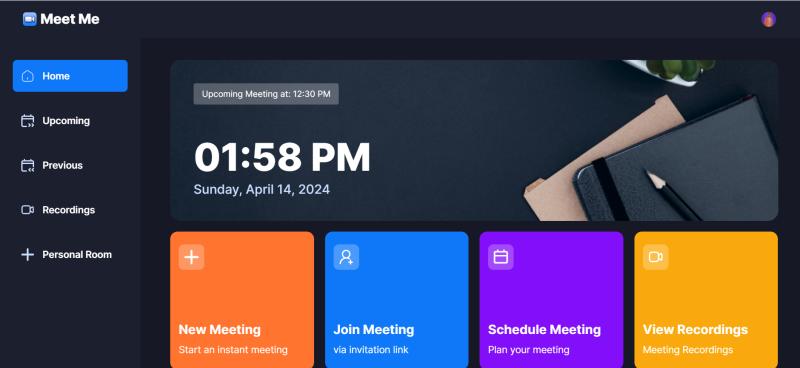 Meet Me
Home
Upcoming
Previous
Recordings
Personal Room
Upcoming Meeting at: 12:30 PM
01:58 PM
Sunday, April 14, 2024
New Meeting
Start an instant meeting
Join Meeting
via invitation link
Schedule Meeting
Plan your meeting
View Recordings
Meeting Recordings